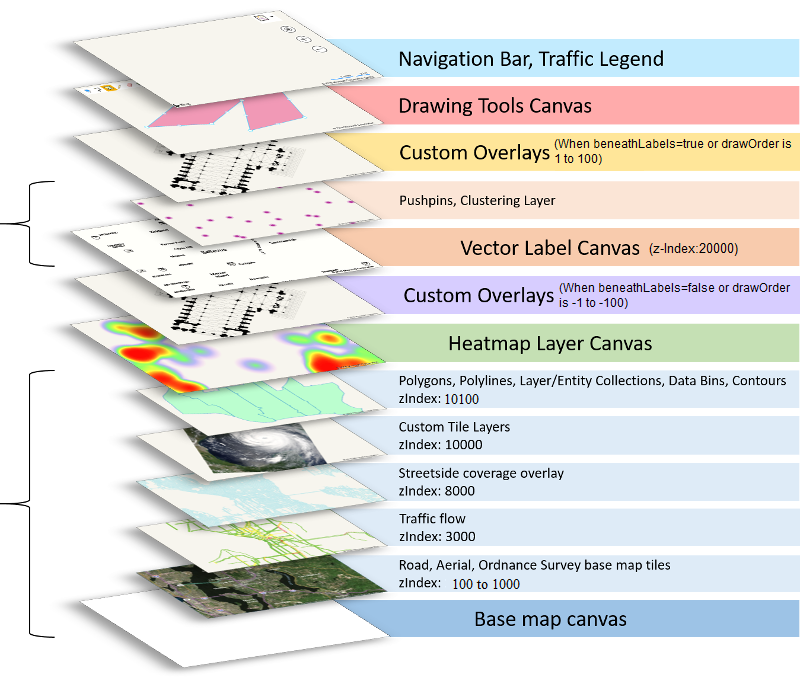 Navigation Bar, Traffic Legend
Drawing Tools Canvas
Custom Overlays (When beneathLabels=true or drawOrder is
1 to 100)
Pushpins, Clustering Layer
Vector Label Canvas (z-Index:20000)
Custom Overlays (When beneathLabels=false or drawOrder
is -1 to -100)
Heatmap Layer Canvas
Polygons, Polylines, Layer/Entity Collections, Data Bins, Contours
zIndex: 10100
Custom Tile Layers
zIndex: 10000
Streetside coverage overlay
zIndex: 8000
Traffic flow
zIndex: 3000
Road, Aerial, Ordnance Survey base map tiles
zIndex: 100 to 1000
Base map canvas